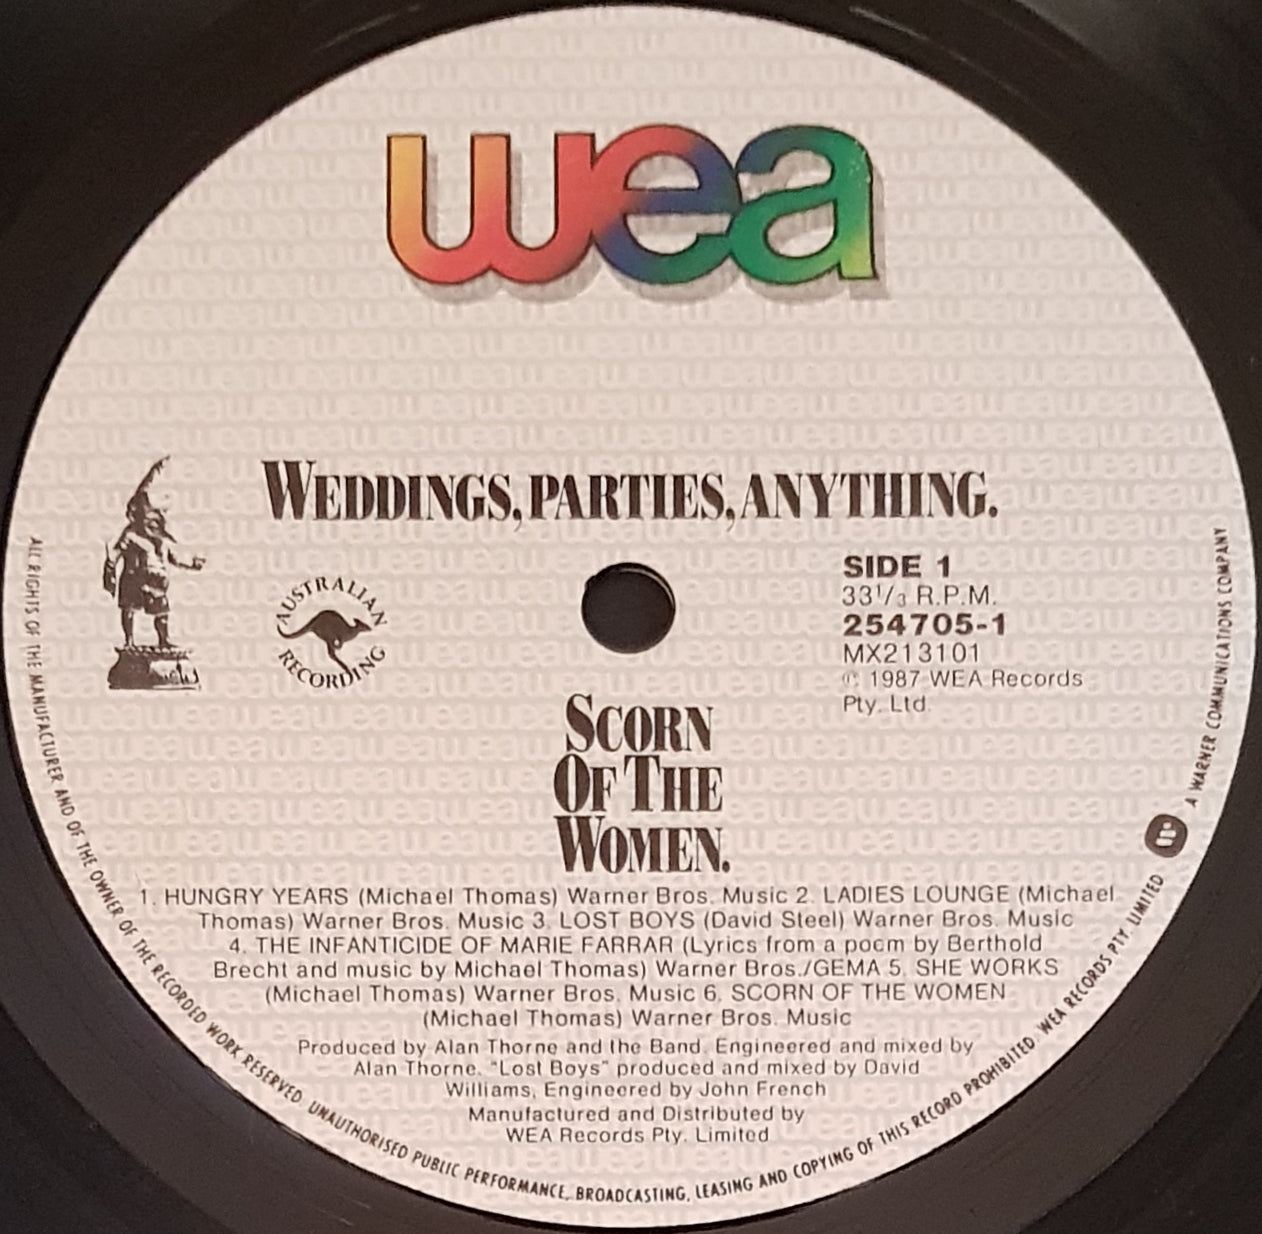 wea
WEDDINGS, PARTIES, ANYTHING.
AUSTRALIAN
RECORDING
SIDE 1
33 1/3 R.P.M.
254705-1
MX213101
℗ 1987 WEA Records
Pty. Ltd.
SCORN
OF THE
WOMEN.
1. HUNGRY YEARS (Michael Thomas) Warner Bros. Music 2. LADIES LOUNGE (Michael
Thomas) Warner Bros. Music 3. LOST BOYS (David Steel) Warner Bros. Music
4. THE INFANTICIDE OF MARIE FARRAR (Lyrics from a poem by Berthold
Brecht and music by Michael Thomas) Warner Bros./GEMA 5. SHE WORKS
(Michael Thomas) Warner Bros. Music 6. SCORN OF THE WOMEN
(Michael Thomas) Warner Bros. Music
Produced by Alan Thorne and the Band. Engineered and mixed by
Alan Thorne. "Lost Boys" produced and mixed by David
Williams, Engineered by John French
Manufactured and Distributed by
WEA Records Pty. Limited
ALL RIGHTS OF THE MANUFACTURER AND OF THE OWNER OF THE RECORDED WORK RESERVED. UNAUTHORISED PUBLIC PERFORMANCE, BROADCASTING, LEASING AND COPYING OF THIS RECORD PROHIBITED. WEA RECORDS PTY. LIMITED A WARNER COMMUNICATIONS COMPANY